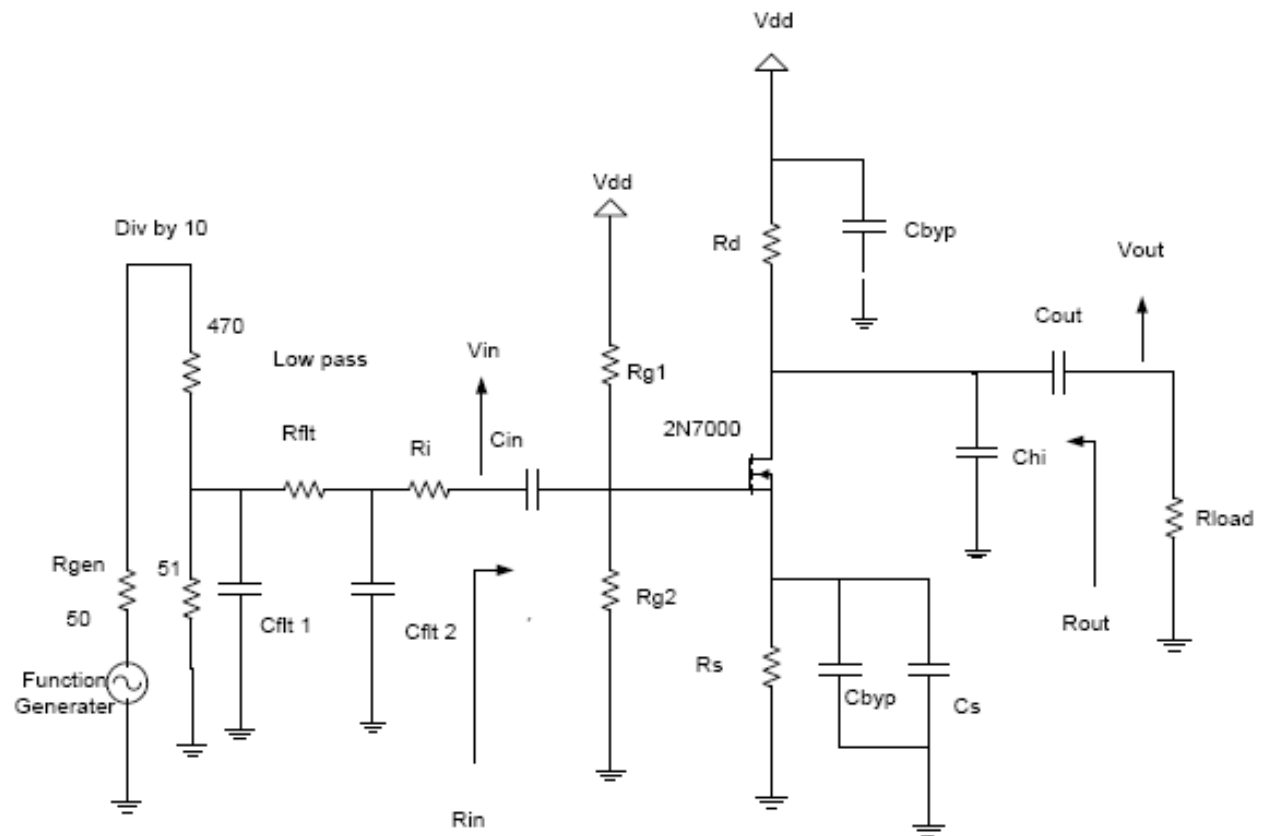 Vdd
Vdd
Div by 10
Rd
Cbyp
Vout
Cout
470
Low pass
Vin
Rg1
2N7000
Rflt
Ri
Cin
Chi
Rload
Rgen
51
50
Cflt 1
Cflt 2
Rg2
Rout
Rs
Cbyp
Cs
Function
Generater
Rin